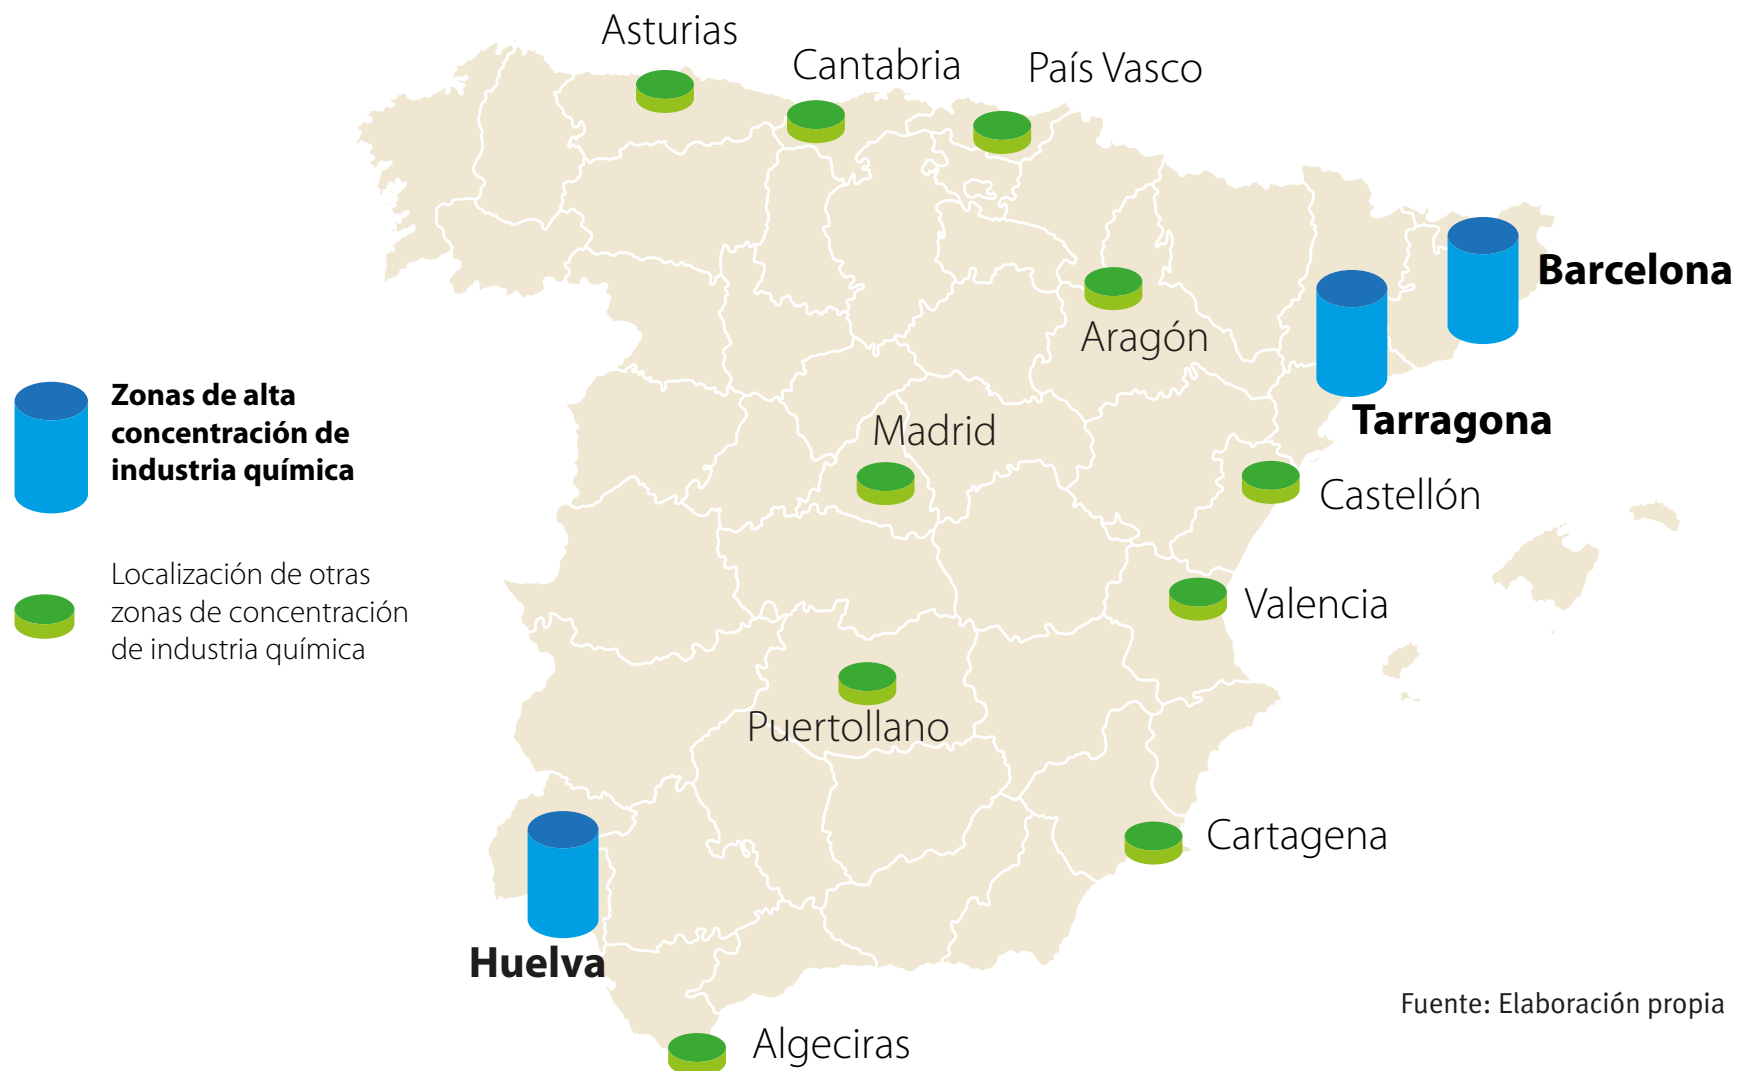 Asturias
Cantabria
País Vasco
Barcelona
Aragón
Zonas de alta
concentración de
industria química
Tarragona
Madrid
Castellón
Localización de otras
zonas de concentración
de industria química
Valencia
Puertollano
Cartagena
Huelva
Fuente: Elaboración propia
Algeciras